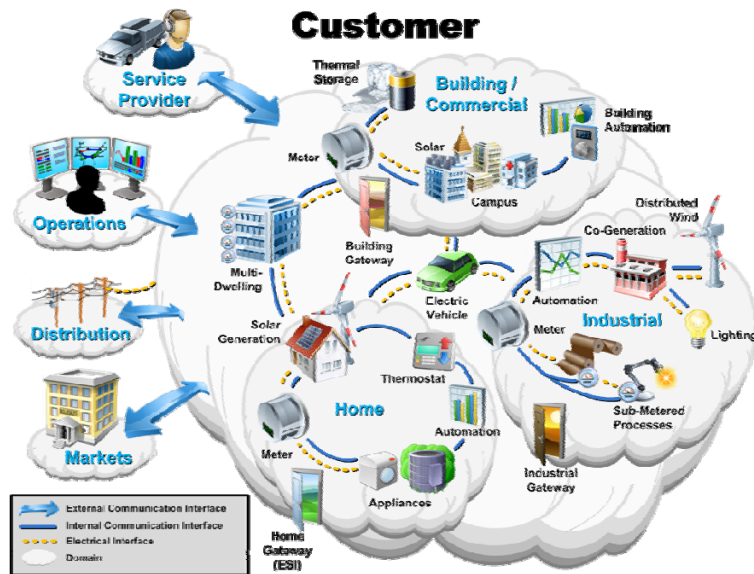 Customer
Service
Provider
Thermal
Storage
Building /
Commercial
Building
Automation
Meter
Solar
Campus
Operations
Multi-
Dwelling
Building
Gateway
Distributed
Wind
Co-Generation
Electric
Vehicle
Automation
Distribution
Solar
Generation
Meter
Industrial
Lighting
Thermostat
Home
Sub-Metered
Processes
Markets
Meter
Automation
Appliances
Industrial
Gateway
Home
Gateway
(ESI)
External Communication Interface
Internal Communication Interface
Electrical Interface
Domain